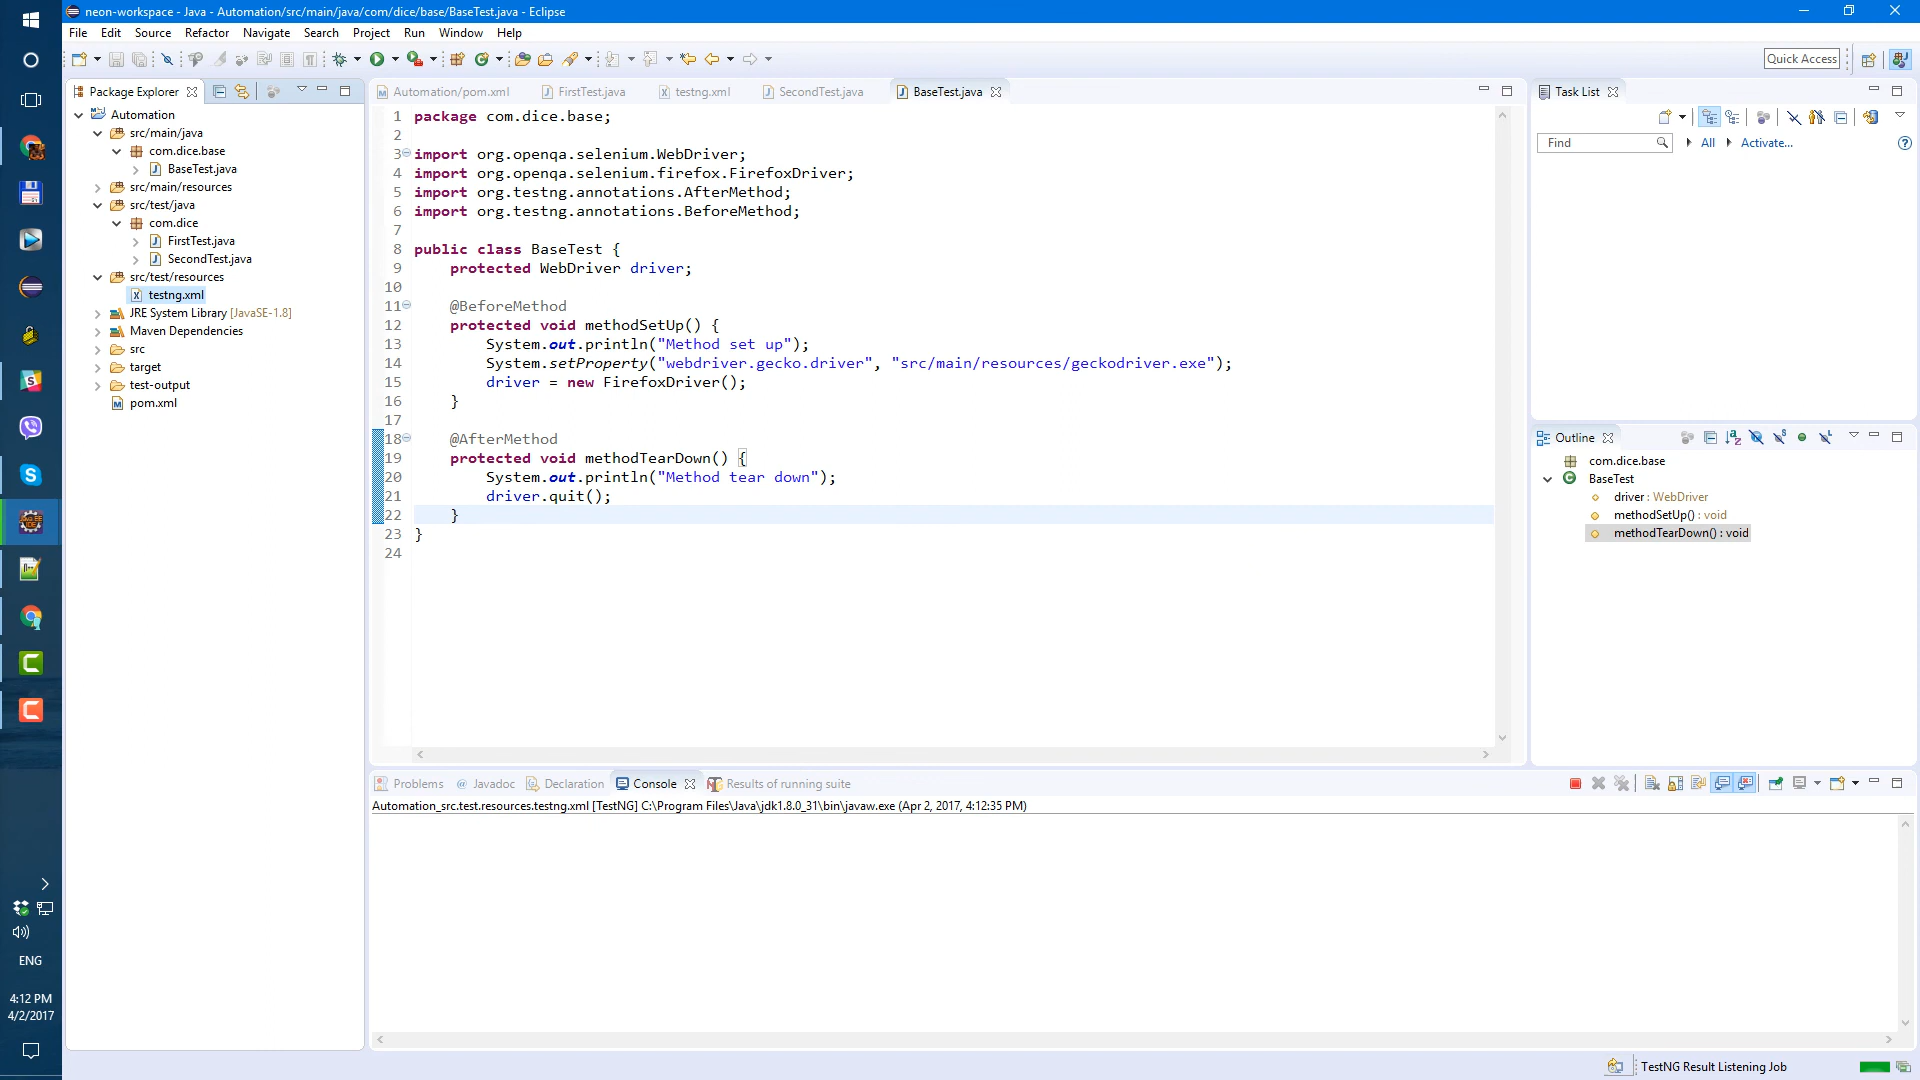 neon-workspace - Java - Automation/src/main/java/com/dice/base/BaseTest.java - Eclipse
File Edit Source Refactor Navigate Search Project Run Window Help
Quick Access
Package Explorer
Automation
src/main/java
com.dice.base
BaseTest.java
src/main/resources
src/test/java
com.dice
FirstTest.java
SecondTest.java
src/test/resources
testng.xml
JRE System Library [JavaSE-1.8]
Maven Dependencies
src
target
test-output
pom.xml
Automation/pom.xml FirstTest.java testng.xml SecondTest.java BaseTest.java
1 package com.dice.base;
2
3 import org.openqa.selenium.WebDriver;
4 import org.openqa.selenium.firefox.FirefoxDriver;
5 import org.testng.annotations.AfterMethod;
6 import org.testng.annotations.BeforeMethod;
7
8 public class BaseTest {
9 protected WebDriver driver;
10
11 @BeforeMethod
12 protected void methodSetUp() {
13 System.out.println("Method set up");
14 System.setProperty("webdriver.gecko.driver", "src/main/resources/geckodriver.exe");
15 driver = new FirefoxDriver();
16 }
17
18 @AfterMethod
19 protected void methodTearDown() {
20 System.out.println("Method tear down");
21 driver.quit();
22 }
23 }
24
Task List
Find All Activate...
Outline
com.dice.base
BaseTest
driver : WebDriver
methodSetUp() : void
methodTearDown() : void
Problems Javadoc Declaration Console Results of running suite
Automation_src.test.resources.testng.xml [TestNG] C:\Program Files\Java\jdk1.8.0_31\bin\javaw.exe (Apr 2, 2017, 4:12:35 PM)
TestNG Result Listening Job
ENG
4:12 PM
4/2/2017